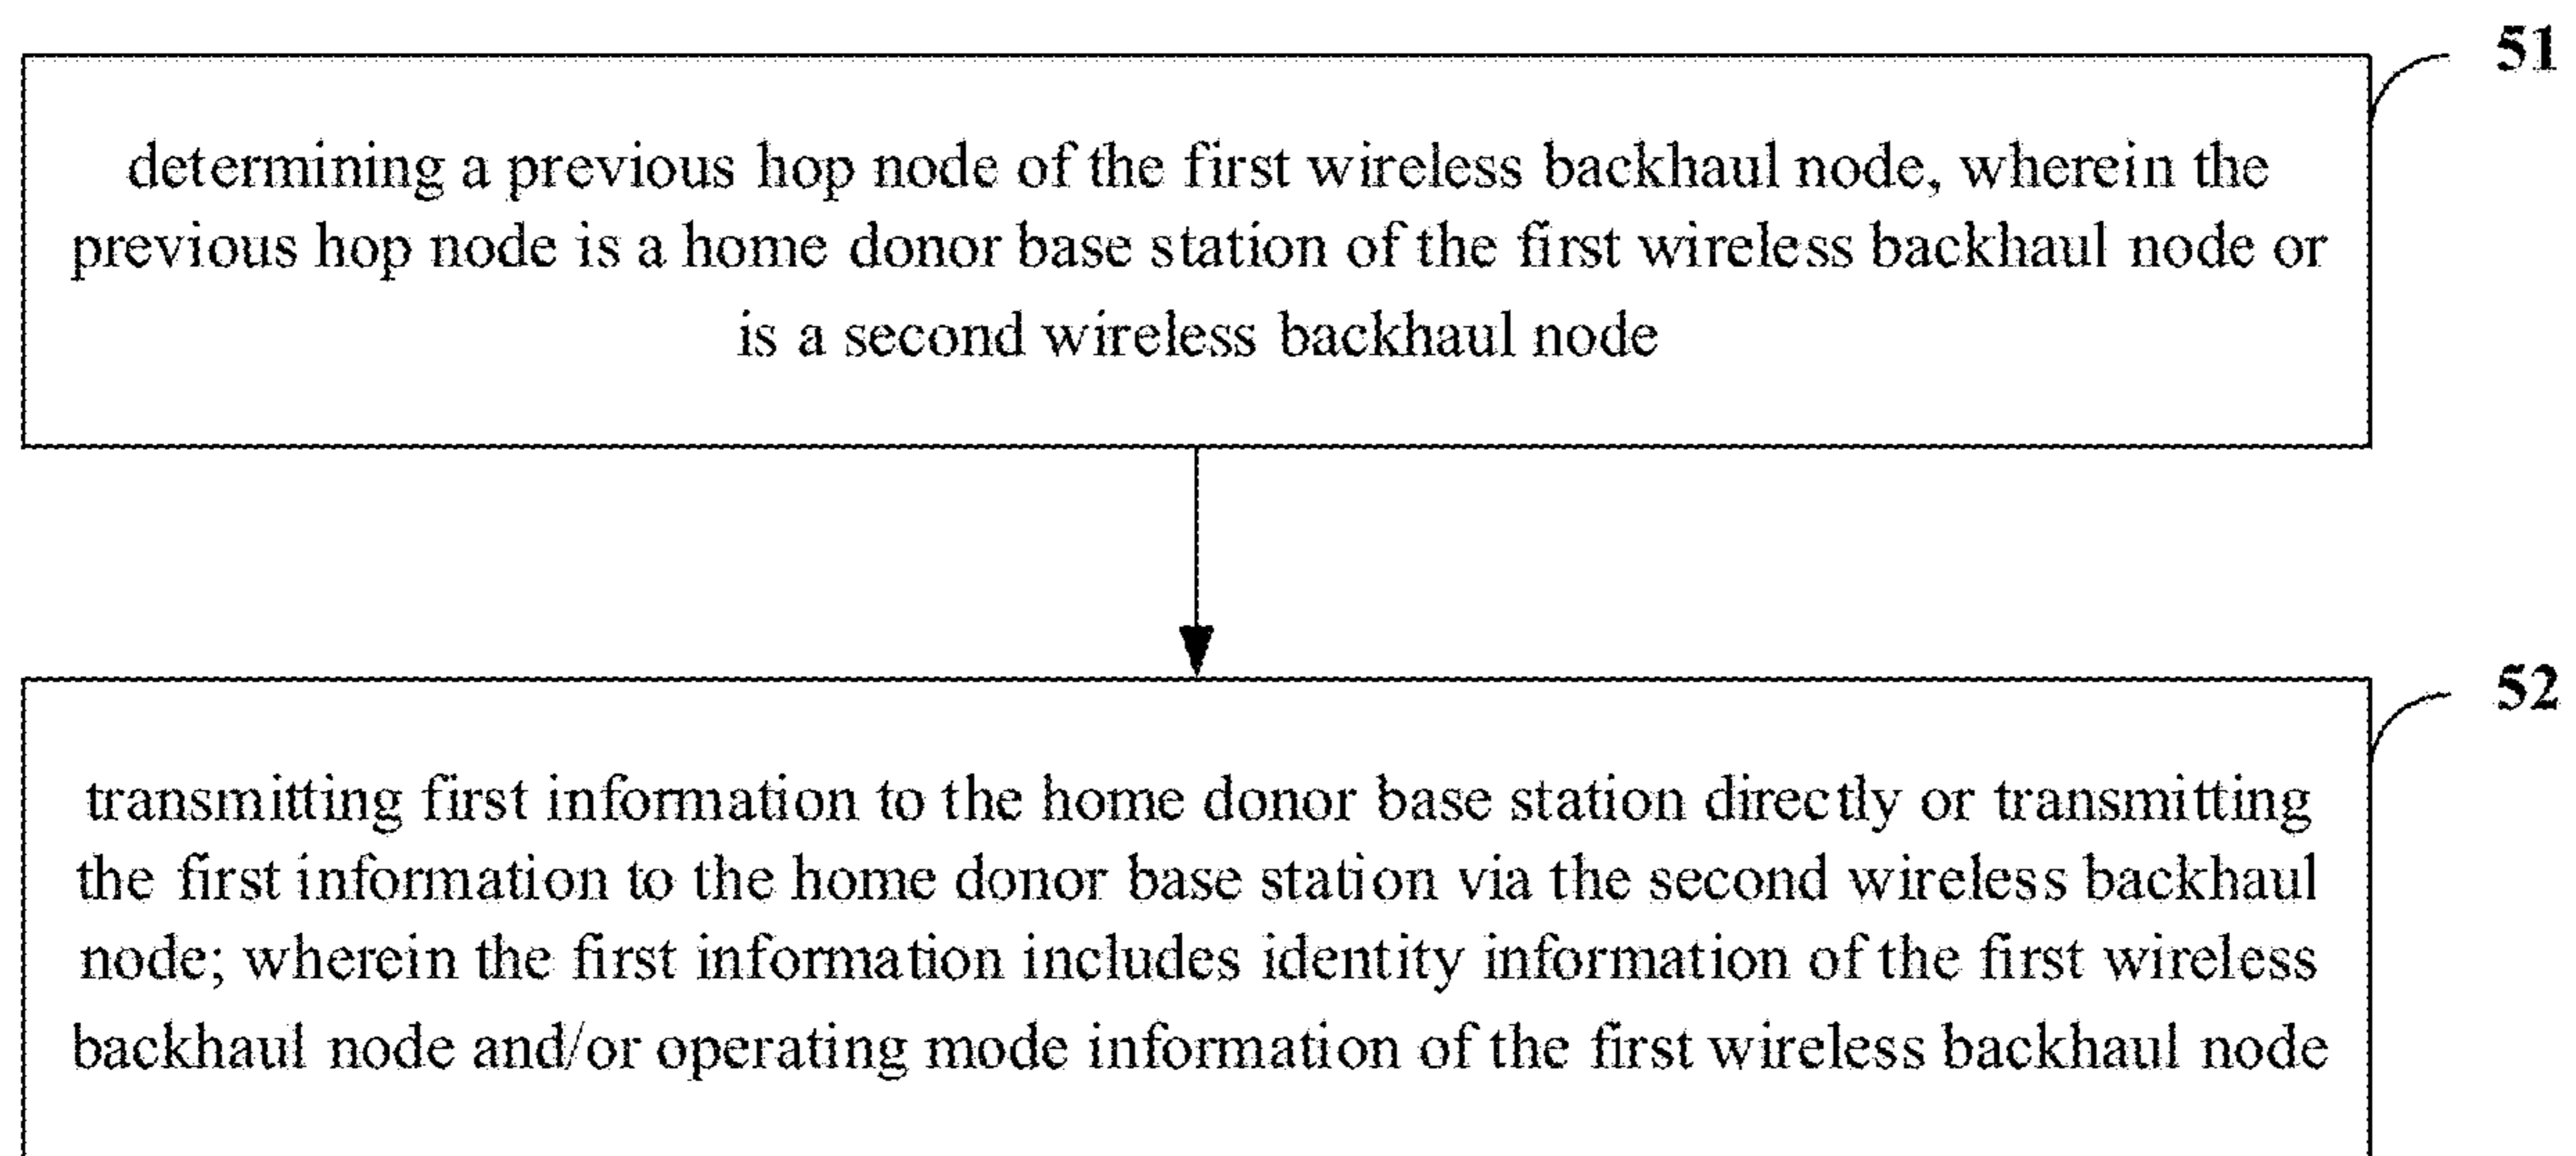 51
determining a previous hop node of the first wireless backhaul node, wherein the
previous hop node is a home donor base station of the first wireless backhaul node or
is a second wireless backhaul node
52
transmitting first information to the home donor base station directly or transmitting
the first information to the home donor base station via the second wireless backhaul
node; wherein the first information includes identity information of the first wireless
backhaul node and/or operating mode information of the first wireless backhaul node